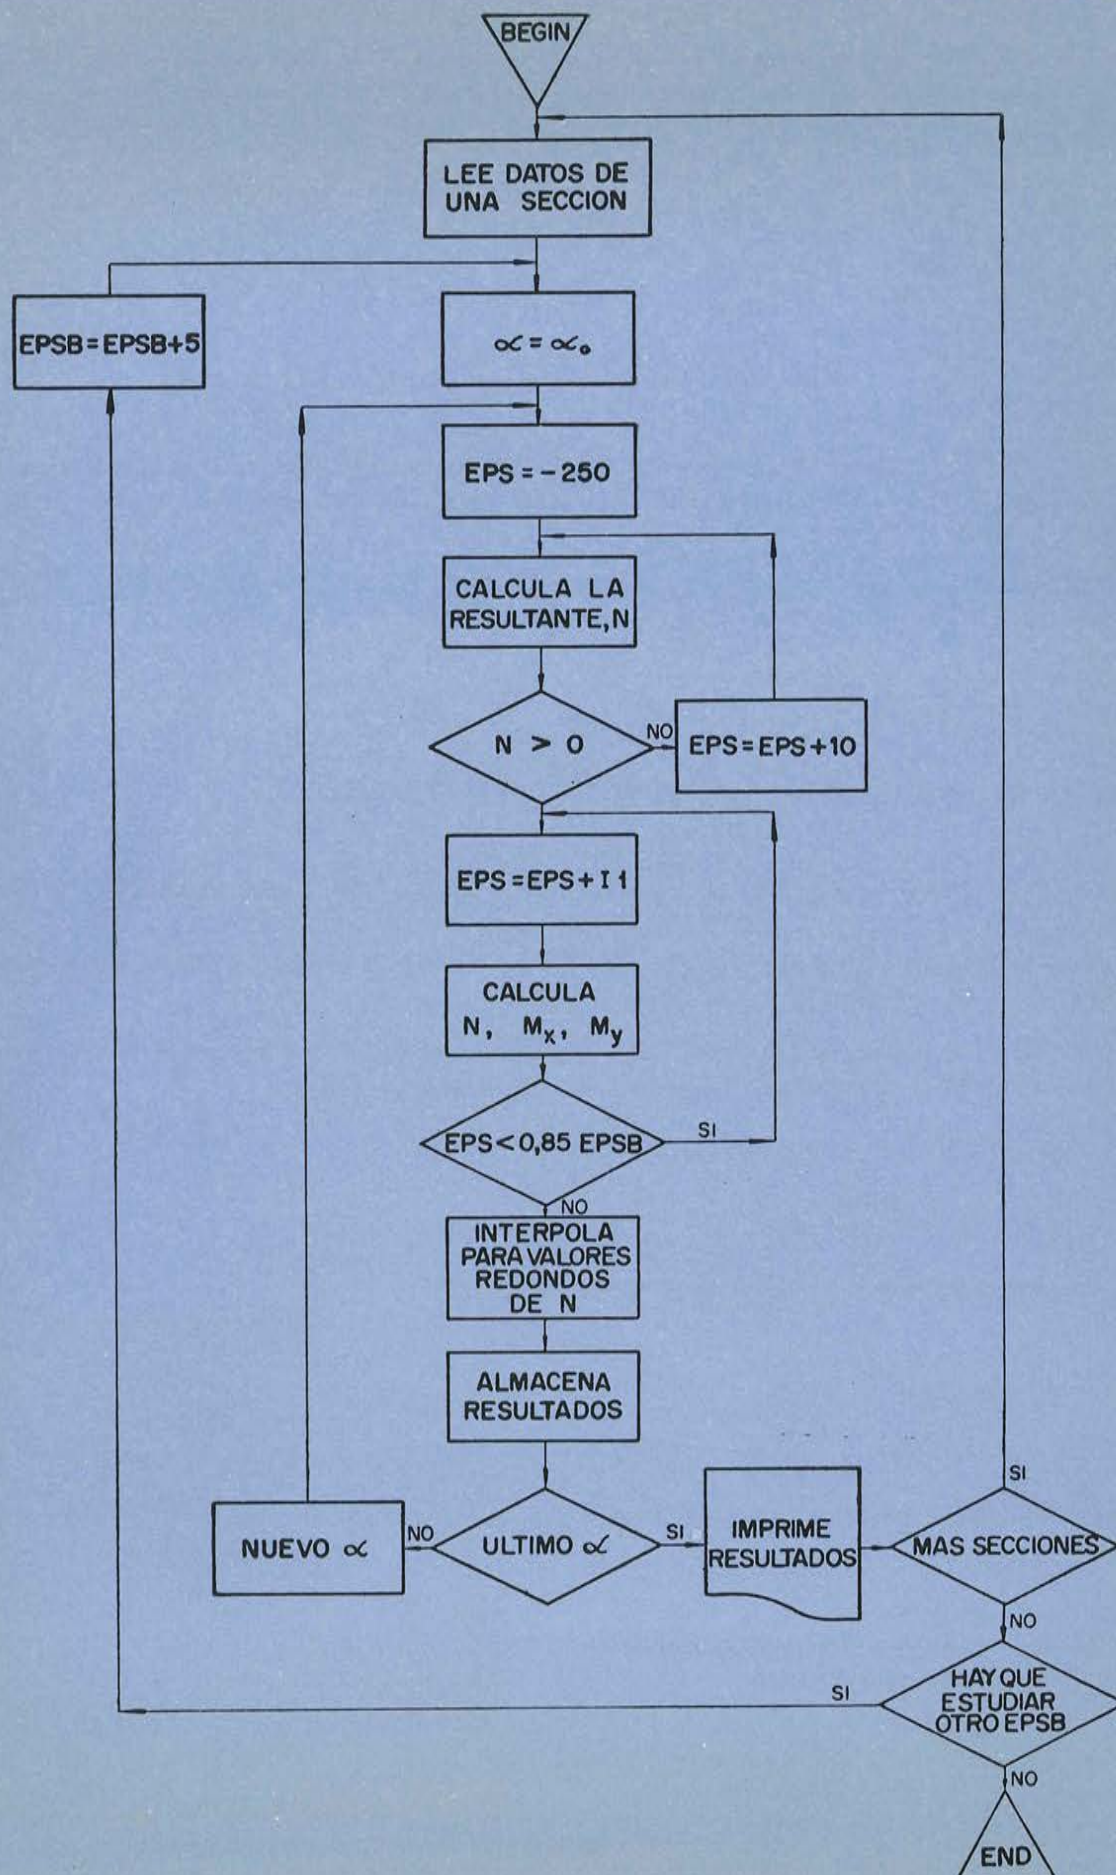 BEGIN
LEE DATOS DE
UNA SECCION
EPSB=EPSB+5
∝=∝₀
EPS=-250
CALCULA LA
RESULTANTE, N
N > 0
NO
EPS=EPS+10
EPS=EPS+I1
CALCULA
N, Mx, My
EPS<0,85 EPSB
SI
NO
INTERPOLA
PARA VALORES
REDONDOS
DE N
ALMACENA
RESULTADOS
NUEVO ∝
NO
ULTIMO ∝
SI
IMPRIME
RESULTADOS
MAS SECCIONES
SI
NO
HAY QUE
ESTUDIAR
OTRO EPSB
SI
NO
END